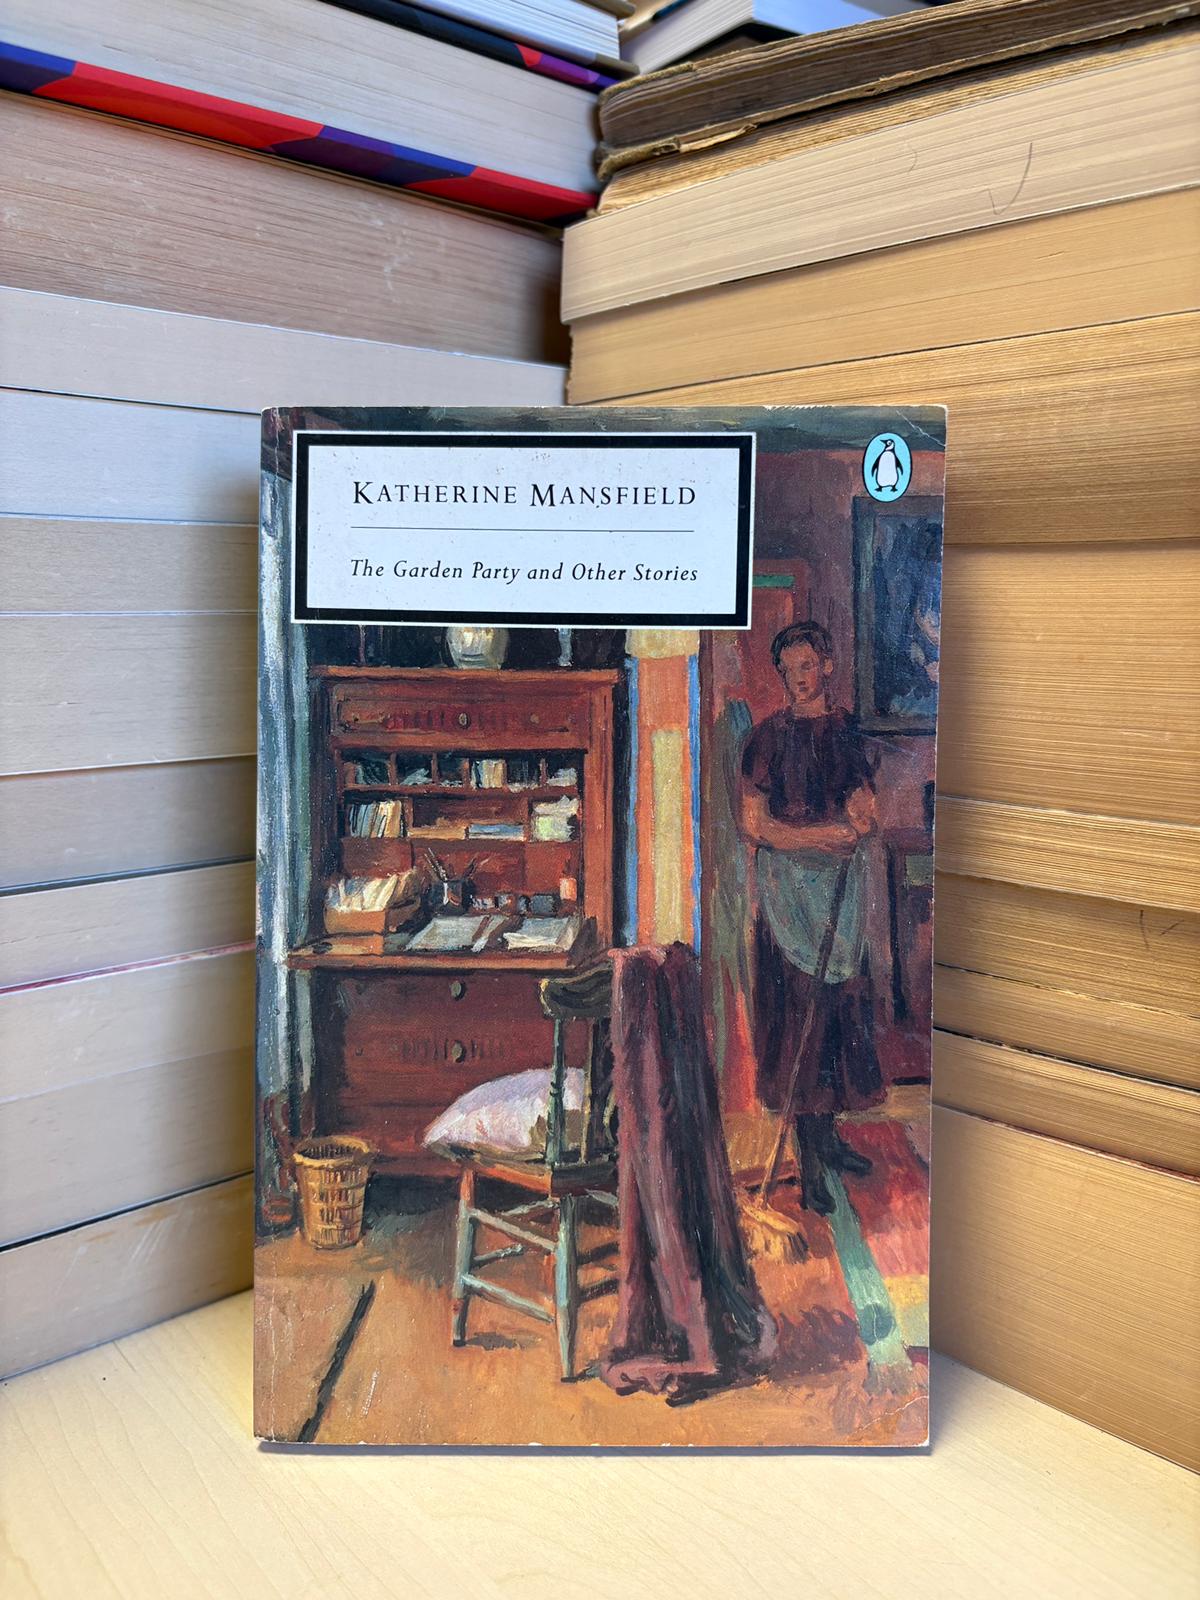 KATHERINE MANSFIELD
The Garden Party and Other Stories